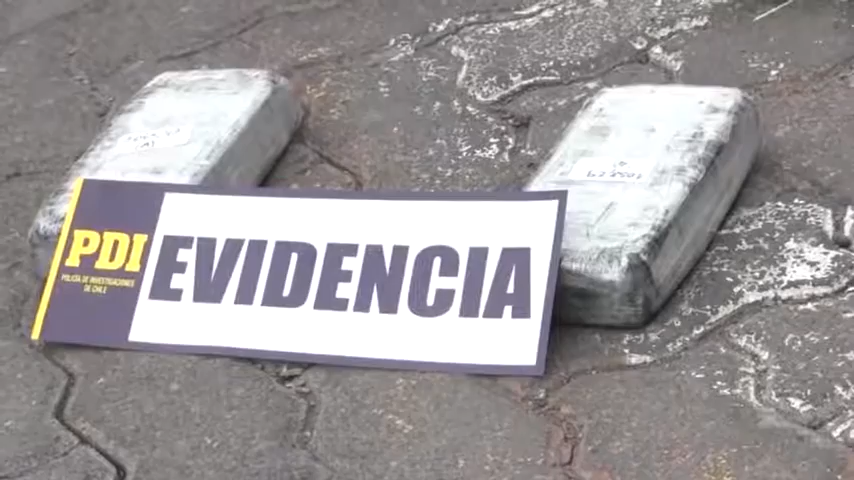 PDI
POLICÍA DE INVESTIGACIONES
DE CHILE
EVIDENCIA